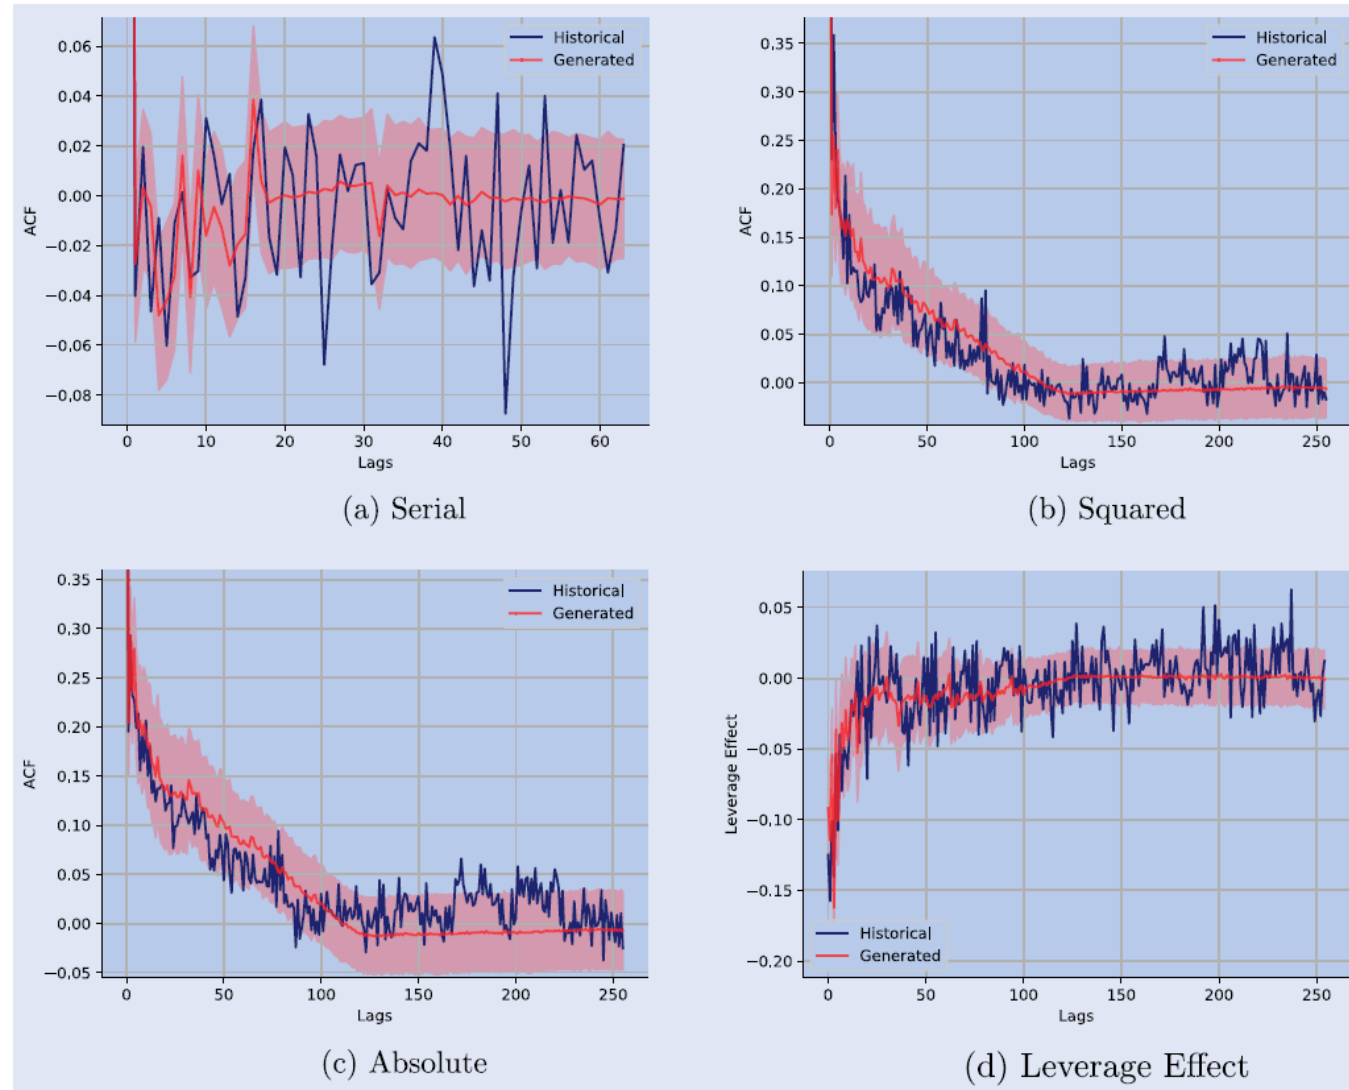 0.06
0.04
0.02
0.00
−0.02
−0.04
−0.06
−0.08
ACF
Historical
Generated
0 10 20 30 40 50 60
Lags
(a) Serial
0.35
0.30
0.25
0.20
0.15
0.10
0.05
0.00
ACF
Historical
Generated
0 50 100 150 200 250
Lags
(b) Squared
0.35
0.30
0.25
0.20
0.15
0.10
0.05
0.00
−0.05
ACF
Historical
Generated
0 50 100 150 200 250
Lags
(c) Absolute
0.05
0.00
−0.05
−0.10
−0.15
−0.20
Leverage Effect
Historical
Generated
0 50 100 150 200 250
Lags
(d) Leverage Effect